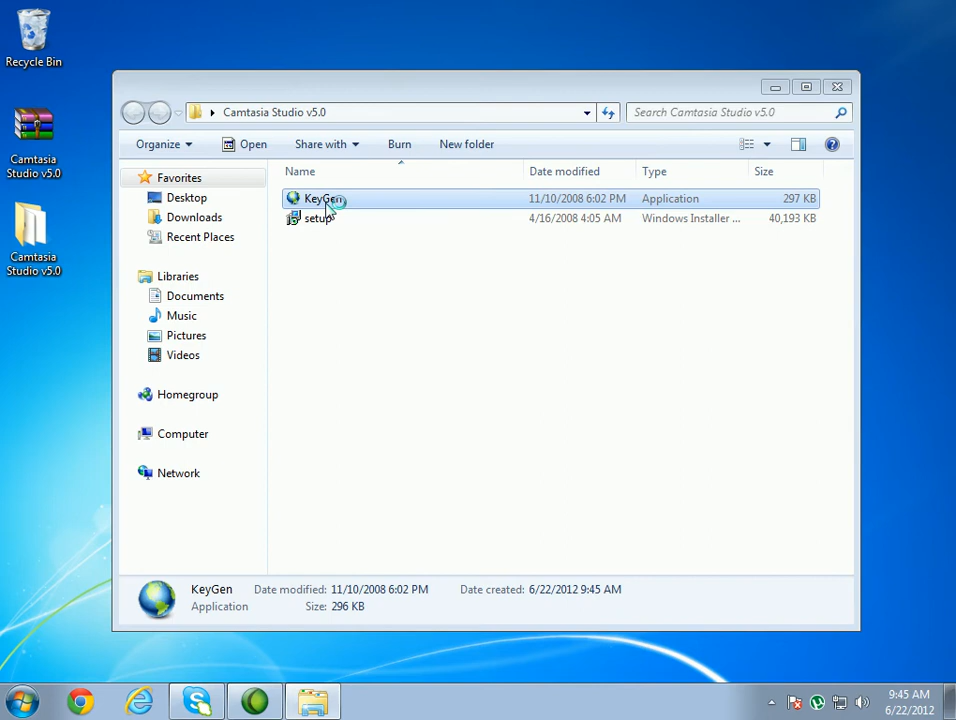 Recycle Bin
Camtasia
Studio v5.0
Camtasia
Studio v5.0
Camtasia Studio v5.0
Search Camtasia Studio v5.0
Organize Open Share with Burn New folder
Name Date modified Type Size
KeyGen 11/10/2008 6:02 PM Application 297 KB
setup 4/16/2008 4:05 AM Windows Installer ... 40,193 KB
Favorites
Desktop
Downloads
Recent Places
Libraries
Documents
Music
Pictures
Videos
Homegroup
Computer
Network
KeyGen Date modified: 11/10/2008 6:02 PM Date created: 6/22/2012 9:45 AM
Application Size: 296 KB
9:45 AM
6/22/2012